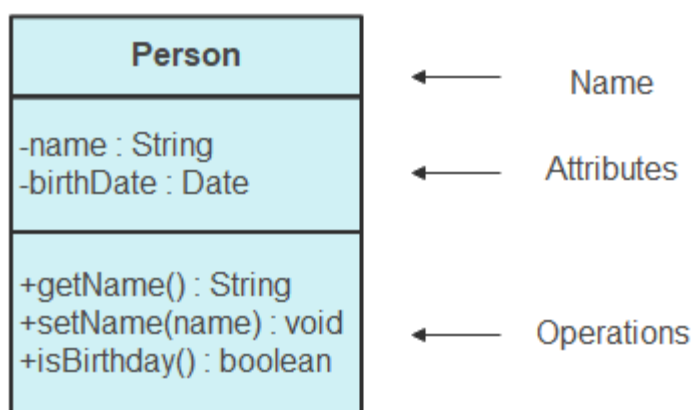 Person
Name
-name : String
-birthDate : Date
Attributes
+getName() : String
+setName(name) : void
+isBirthday() : boolean
Operations